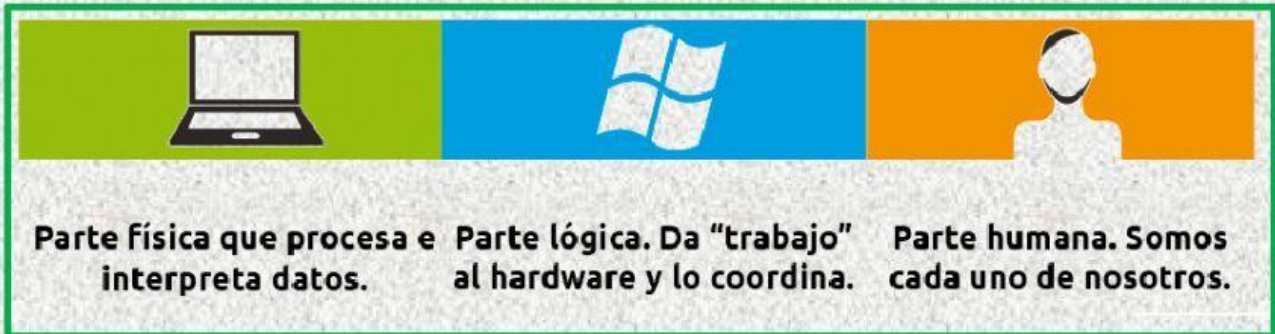 Parte física que procesa e
interpreta datos.
Parte lógica. Da “trabajo”
al hardware y lo coordina.
Parte humana. Somos
cada uno de nosotros.